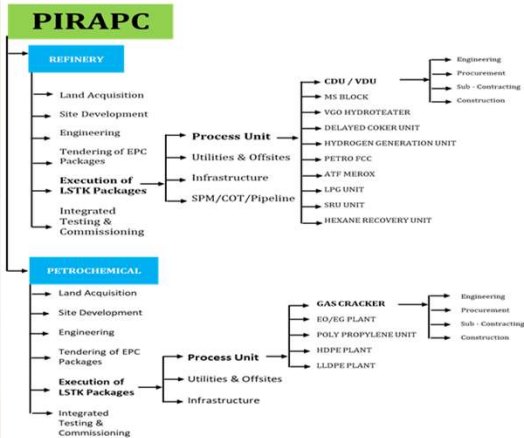 PIRAPC
REFINERY
Land Acquisition
Site Development
Engineering
Tendering of EPC
Packages
Execution of
LSTK Packages
Integrated
Testing &
Commissioning
Process Unit
Utilities & Offsites
Infrastructure
SPM/COT/Pipeline
CDU / VDU
MS BLOCK
VGO HYDROTEATER
DELAYED COKER UNIT
HYDROGEN GENERATION UNIT
PETRO FCC
ATF MEROX
LPG UNIT
SRU UNIT
HEXANE RECOVERY UNIT
Engineering
Procurement
Sub - Contracting
Construction
PETROCHEMICAL
Land Acquisition
Site Development
Engineering
Tendering of EPC
Packages
Execution of
LSTK Packages
Integrated
Testing &
Commissioning
Process Unit
Utilities & Offsites
Infrastructure
GAS CRACKER
EO/EG PLANT
POLY PROPYLENE UNIT
HDPE PLANT
LLDPE PLANT
Engineering
Procurement
Sub - Contracting
Construction